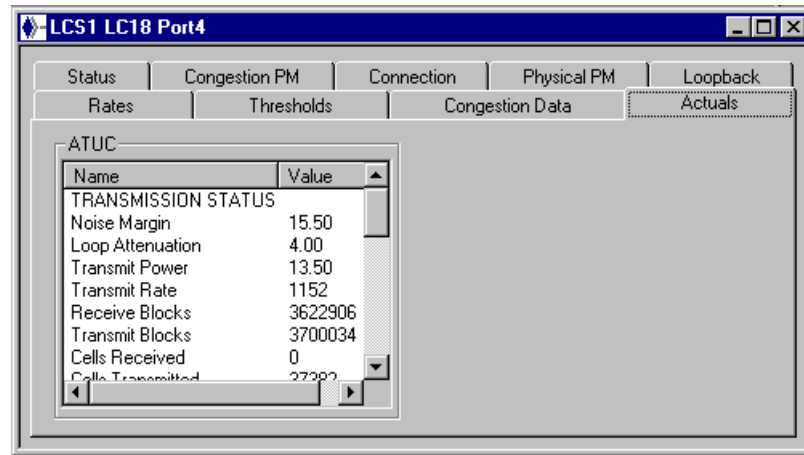 LCS1 LC18 Port4
Status Congestion PM Connection Physical PM Loopback
Rates Thresholds Congestion Data Actuals
ATUC
Name Value
TRANSMISSION STATUS
Noise Margin 15.50
Loop Attenuation 4.00
Transmit Power 13.50
Transmit Rate 1152
Receive Blocks 3622906
Transmit Blocks 3700034
Cells Received 0
Cells Transmitted